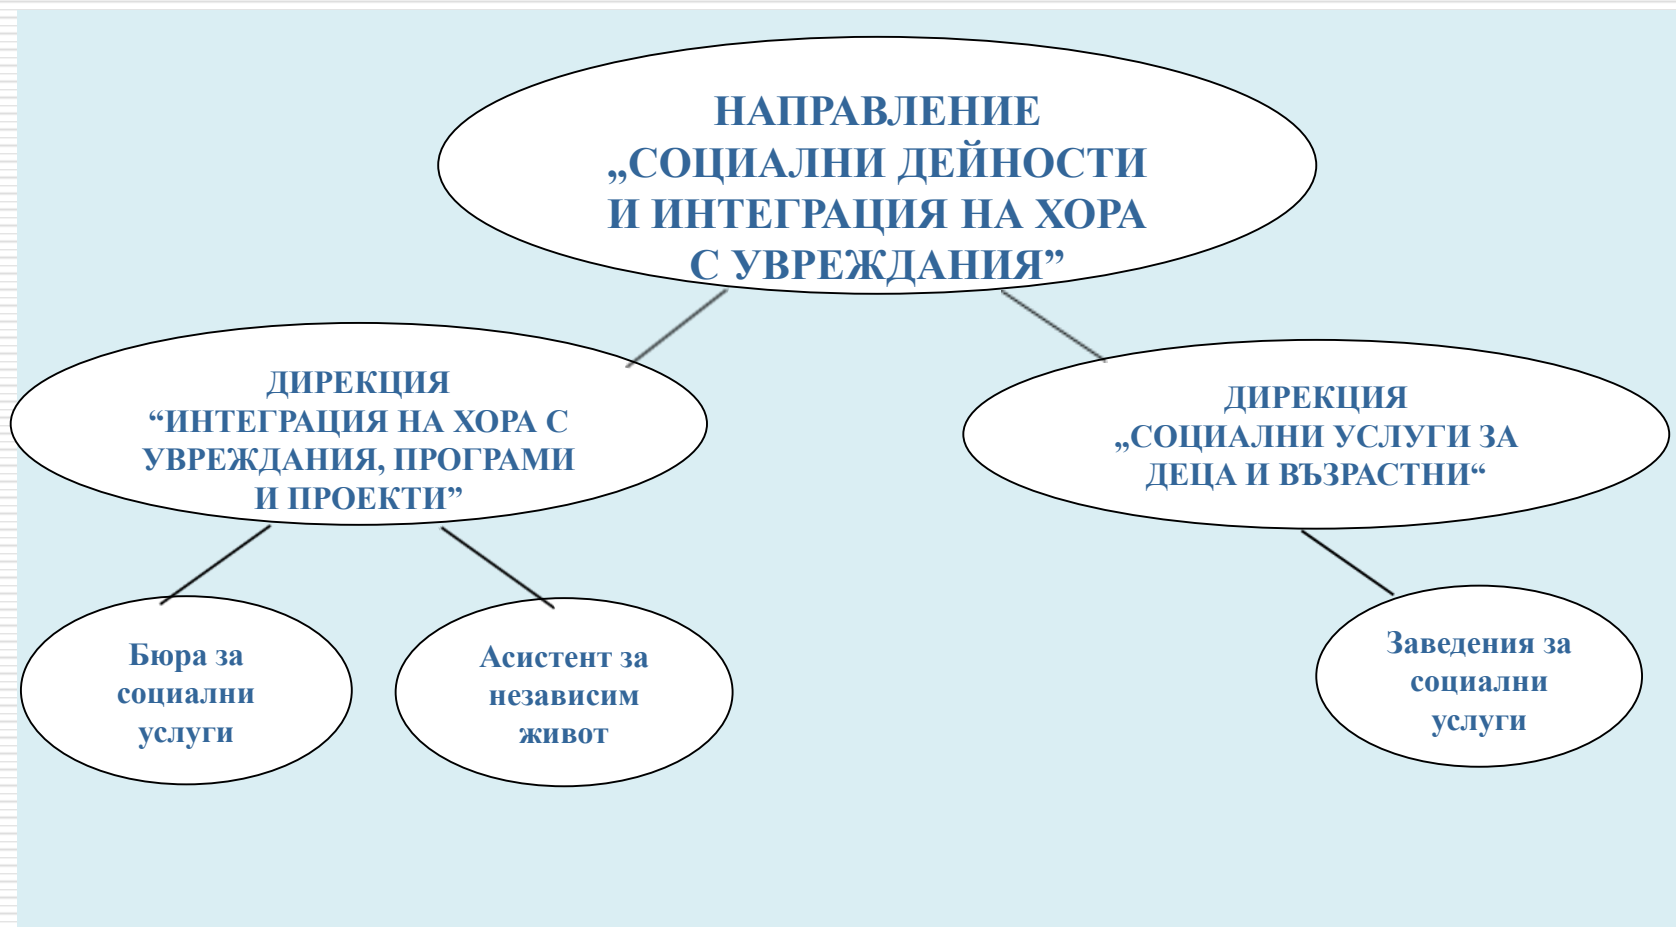 НАПРАВЛЕНИЕ
„СОЦИАЛНИ ДЕЙНОСТИ
И ИНТЕГРАЦИЯ НА ХОРА
С УВРЕЖДАНИЯ”
ДИРЕКЦИЯ
“ИНТЕГРАЦИЯ НА ХОРА С
УВРЕЖДАНИЯ, ПРОГРАМИ
И ПРОЕКТИ”
ДИРЕКЦИЯ
„СОЦИАЛНИ УСЛУГИ ЗА
ДЕЦА И ВЪЗРАСТНИ“
Бюра за
социални
услуги
Асистент за
независим
живот
Заведения за
социални
услуги